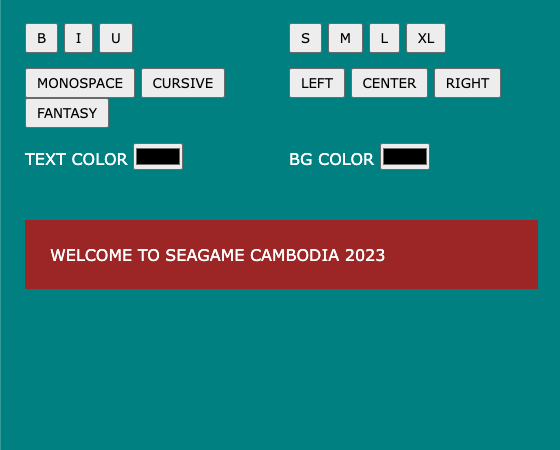 B I U S M L XL
MONOSPACE CURSIVE LEFT CENTER RIGHT
FANTASY
TEXT COLOR BG COLOR
WELCOME TO SEAGAME CAMBODIA 2023